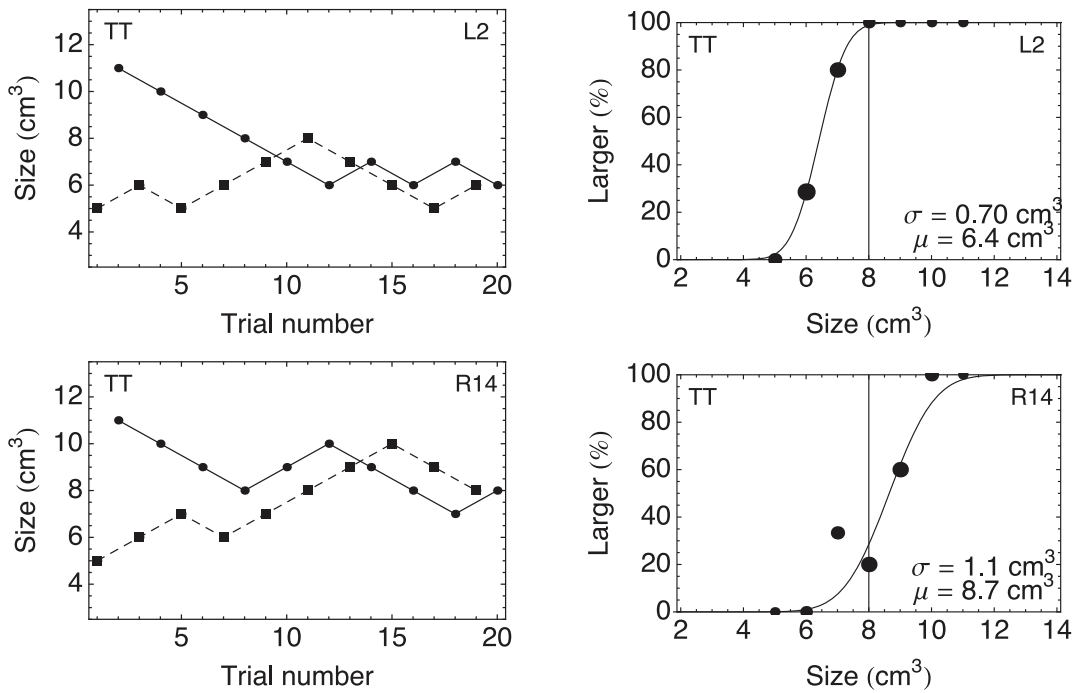 TT L2
Size (cm³)
12
10
8
6
4
5 10 15 20
Trial number
TT L2
Larger (%)
100
80
60
40
20
0
σ = 0.70 cm³
μ = 6.4 cm³
2 4 6 8 10 12 14
Size (cm³)
TT R14
Size (cm³)
12
10
8
6
4
5 10 15 20
Trial number
TT R14
Larger (%)
100
80
60
40
20
0
σ = 1.1 cm³
μ = 8.7 cm³
2 4 6 8 10 12 14
Size (cm³)